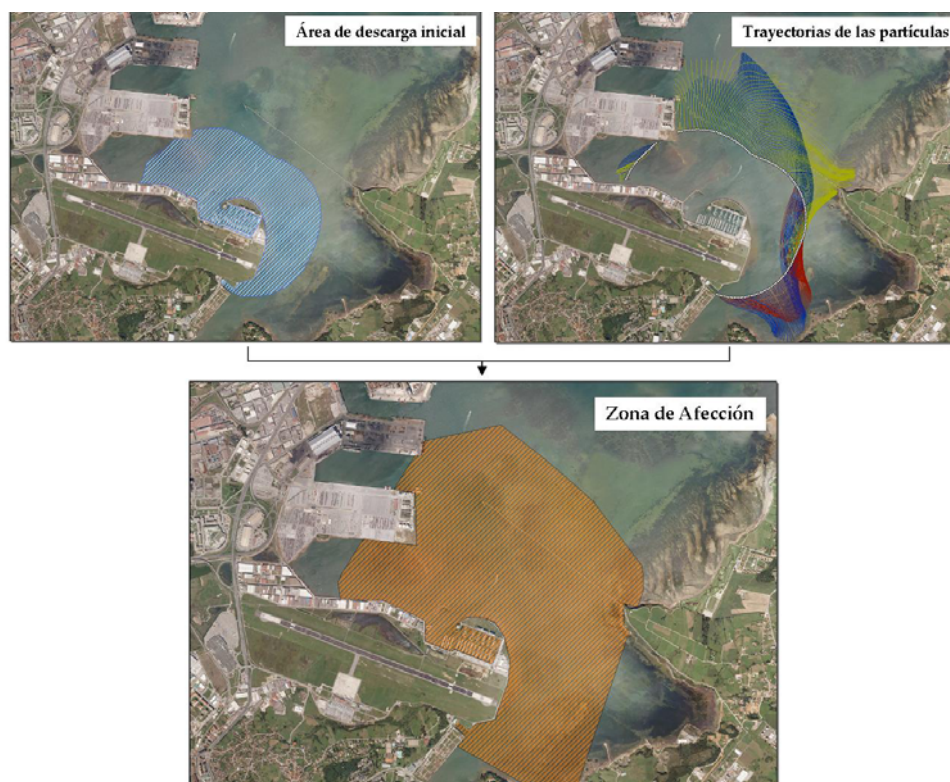 Área de descarga inicial
Trayectorias de las partículas
Zona de Afección